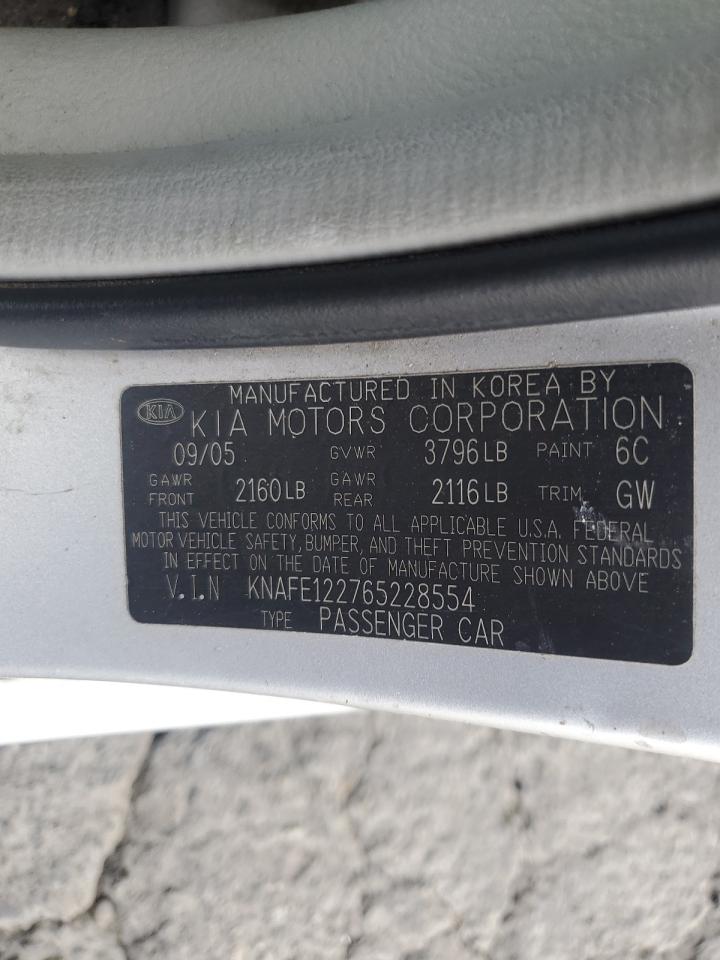 MANUFACTURED IN KOREA BY
KIA KIA MOTORS CORPORATION
09/05 GVWR 3796LB PAINT 6C
GAWR FRONT 2160LB GAWR REAR 2116LB TRIM GW
THIS VEHICLE CONFORMS TO ALL APPLICABLE U.S.A. FEDERAL
MOTOR VEHICLE SAFETY, BUMPER, AND THEFT PREVENTION STANDARDS
IN EFFECT ON THE DATE OF MANUFACTURE SHOWN ABOVE
V.I.N KNAFE122765228554
TYPE PASSENGER CAR